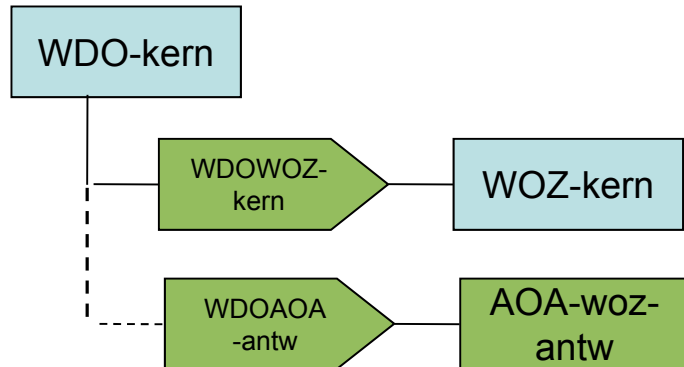 WDO-kern
WDOWOZ-
kern
WOZ-kern
WDOAOA
-antw
AOA-woz-
antw